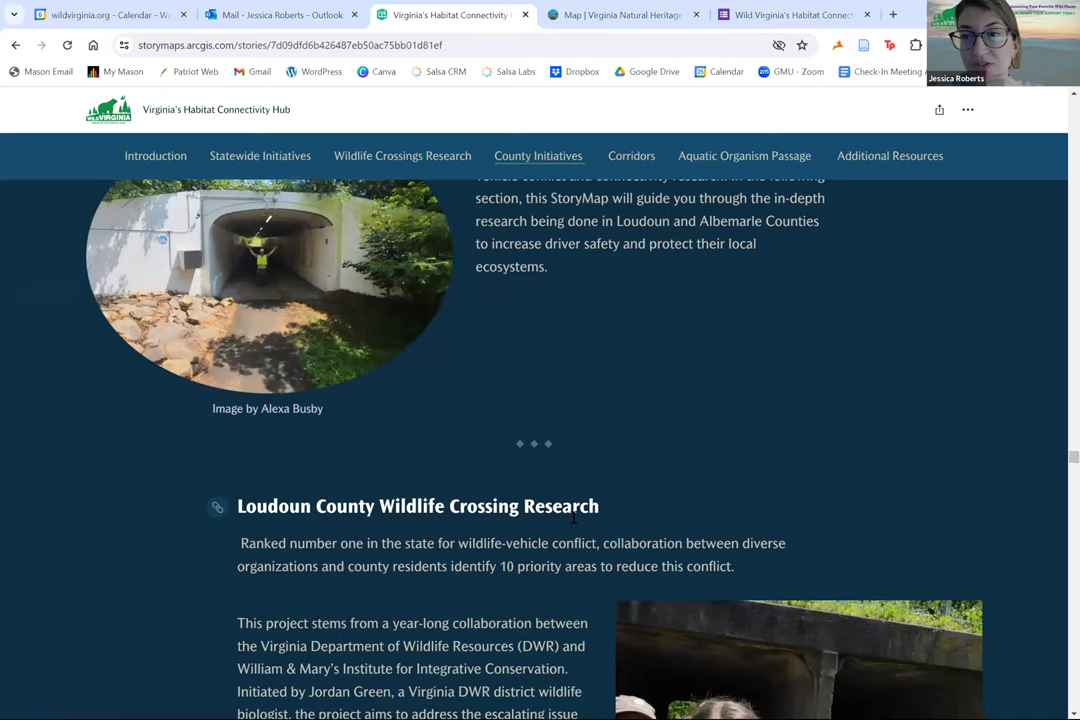 wildvirginia.org - Calendar - W
Mail - Jessica Roberts - Outlook
Virginia's Habitat Connectivity
Map | Virginia Natural Heritage
Wild Virginia's Habitat Connect
storymaps.arcgis.com/stories/7d09dfd6b426487eb50ac75bb01d81ef
Mason Email
My Mason
Patriot Web
Gmail
WordPress
Canva
Salsa CRM
Salsa Labs
Dropbox
Google Drive
Calendar
GMU - Zoom
Check-In Meeting
Jessica Roberts
WILD VIRGINIA
Virginia's Habitat Connectivity Hub
Introduction
Statewide Initiatives
Wildlife Crossings Research
County Initiatives
Corridors
Aquatic Organism Passage
Additional Resources
vehicle conflict and connectivity research. In the following
section, this StoryMap will guide you through the in-depth
research being done in Loudoun and Albemarle Counties
to increase driver safety and protect their local
ecosystems.
Image by Alexa Busby
Loudoun County Wildlife Crossing Research
Ranked number one in the state for wildlife-vehicle conflict, collaboration between diverse
organizations and county residents identify 10 priority areas to reduce this conflict.
This project stems from a year-long collaboration between
the Virginia Department of Wildlife Resources (DWR) and
William & Mary's Institute for Integrative Conservation.
Initiated by Jordan Green, a Virginia DWR district wildlife
biologist, the project aims to address the escalating issue